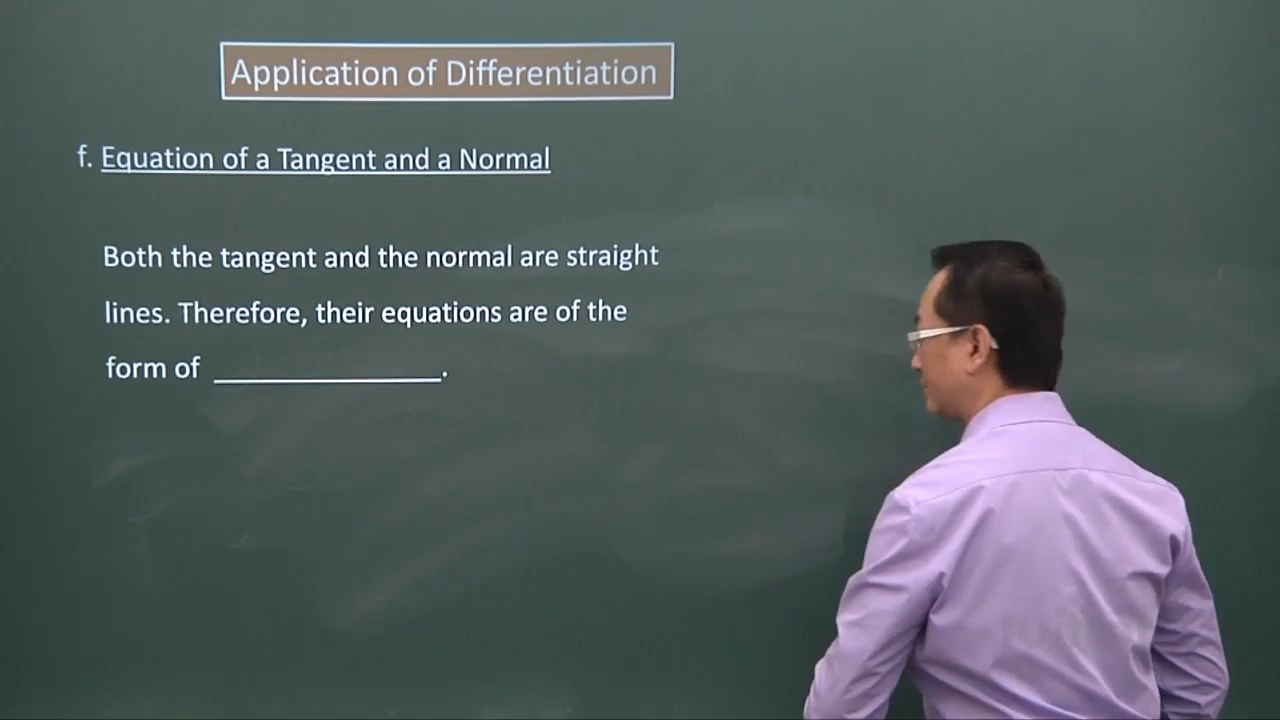 Application of Differentiation
f. Equation of a Tangent and a Normal
Both the tangent and the normal are straight
lines. Therefore, their equations are of the
form of ______________.